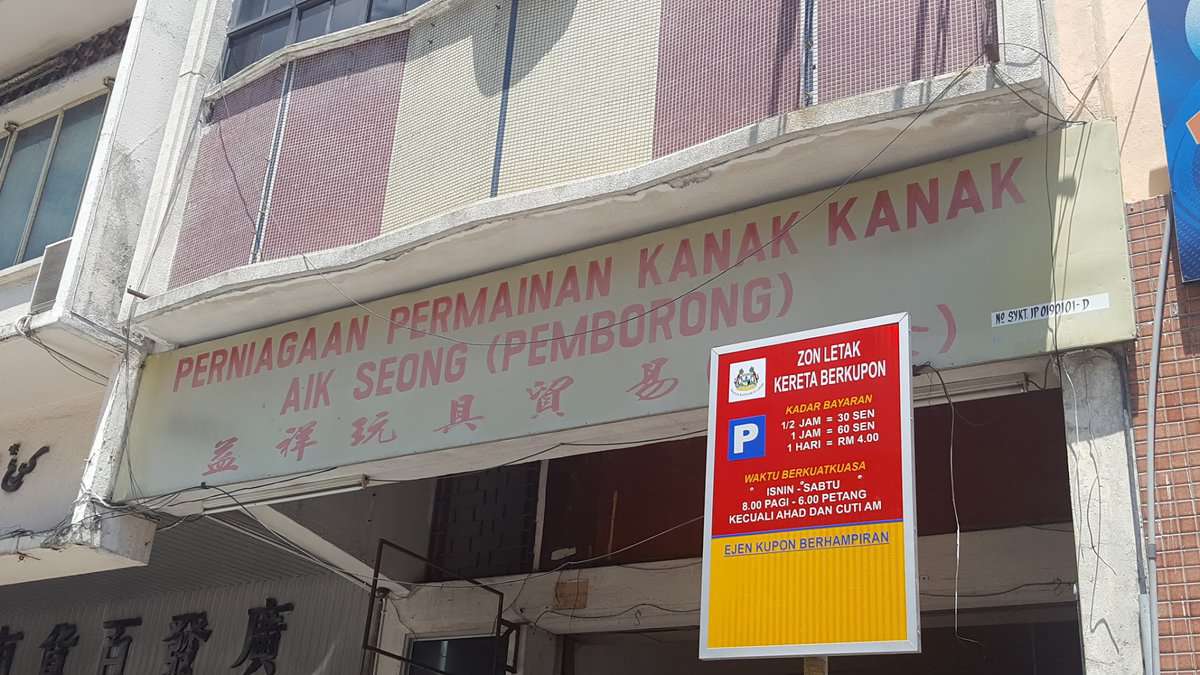 PERNIAGAAN PERMAINAN KANAK KANAK
AIK SEONG (PEMBORONG)
益祥玩具貿易
No SYKT. JP 0190101-D
ZON LETAK
KERETA BERKUPON
P
KADAR BAYARAN
1/2 JAM = 30 SEN
1 JAM = 60 SEN
1 HARI = RM 4.00
WAKTU BERKUATKUASA
ISNIN - SABTU
8.00 PAGI - 6.00 PETANG
KECUALI AHAD DAN CUTI AM
EJEN KUPON BERHAMPIRAN
廣發百貨